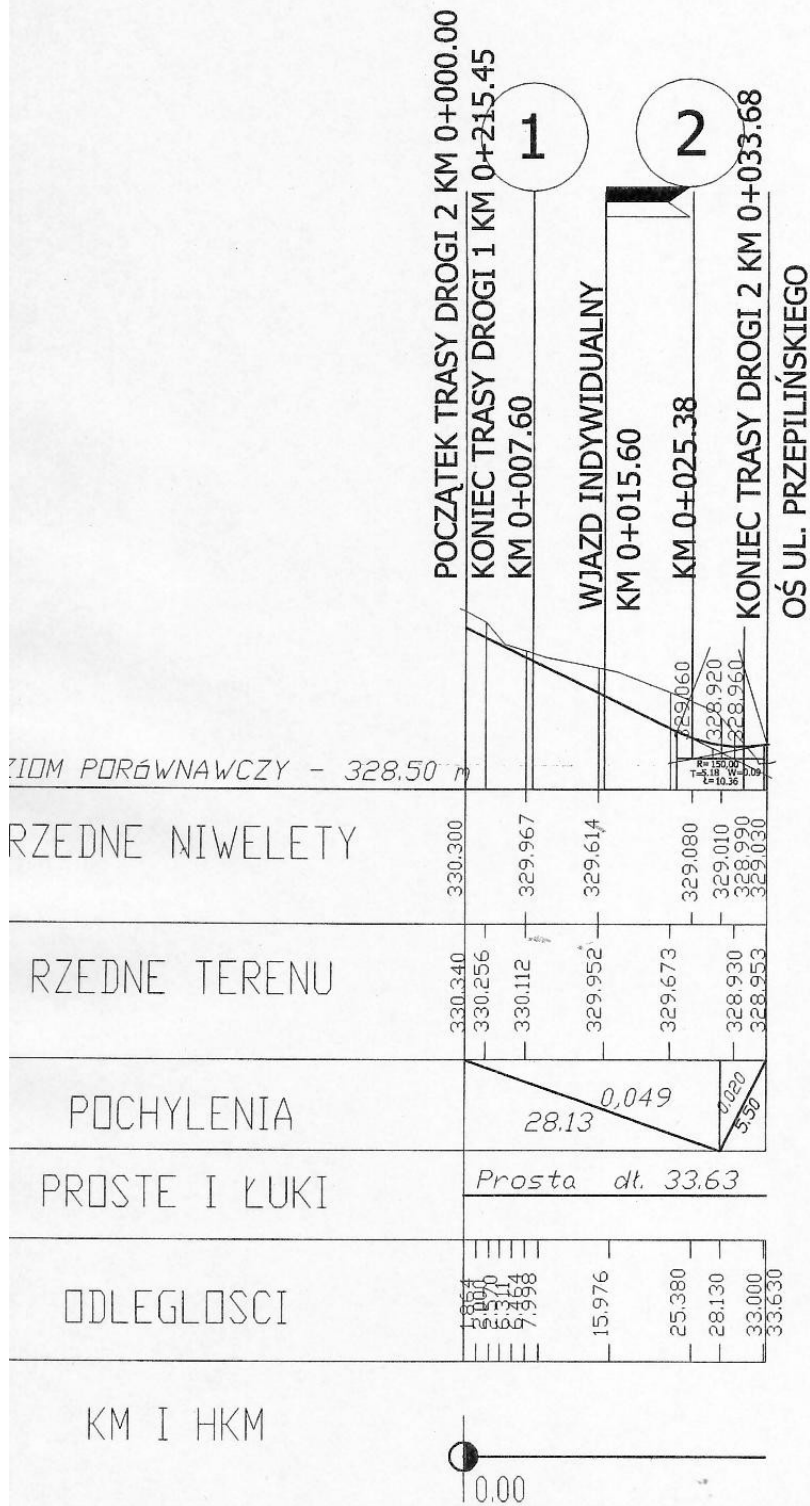 POCZĄTEK TRASY DROGI 2 KM 0+000.00
KONIEC TRASY DROGI 1 KM 0+215.45
KM 0+007.60
1
WJAZD INDYWIDUALNY
KM 0+015.60
KM 0+025.38
2
KONIEC TRASY DROGI 2 KM 0+033.68
OŚ UL. PRZEPILIŃSKIEGO
329.060
328.920
328.960
R=150.00
T=5.18 W=0.09
Ł=10.36
ZIOM PORóWNAWCZY - 328.50 m
RZEDNE NIWELETY
330.300
329.967
329.614
329.080
329.010
328.990
329.030
RZEDNE TERENU
330.340
330.256
330.112
329.952
329.673
328.930
328.953
POCHYLENIA
28.13
0,049
0,020
5.50
PROSTE I ŁUKI
Prosta dł. 33.63
ODLEGLOSCI
6.464
7.998
15.976
25.380
28.130
33.000
33.630
KM I HKM
0.00